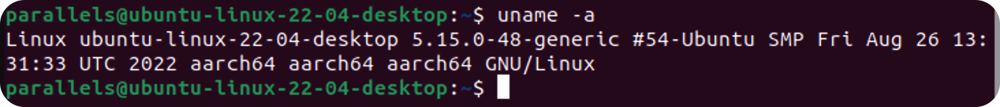 parallels@ubuntu-linux-22-04-desktop:~$ uname -a
Linux ubuntu-linux-22-04-desktop 5.15.0-48-generic #54-Ubuntu SMP Fri Aug 26 13:
31:33 UTC 2022 aarch64 aarch64 aarch64 GNU/Linux
parallels@ubuntu-linux-22-04-desktop:~$